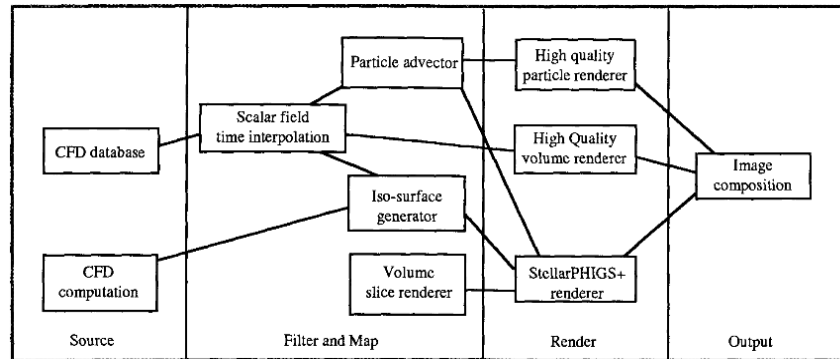 Particle advector
High quality
particle renderer
Scalar field
time interpolation
CFD database
High Quality
volume renderer
Image
composition
Iso-surface
generator
CFD
computation
Volume
slice renderer
StellarPHIGS+
renderer
Source
Filter and Map
Render
Output